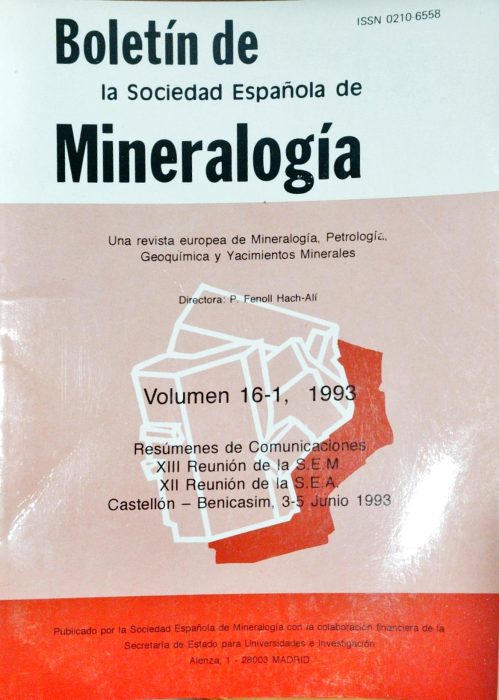 ISSN 0210-6558
Boletín de
la Sociedad Española de
Mineralogía
Una revista europea de Mineralogía, Petrología,
Geoquímica y Yacimientos Minerales
Directora: P. Fenoll Hach-Alí
Volumen 16-1, 1993
Resúmenes de Comunicaciones
XIII Reunión de la S.E.M
XII Reunión de la S.E.A.
Castellón – Benicasim, 3-5 Junio 1993
Publicado por la Sociedad Española de Mineralogía con la colaboración financiera de la
Secretaría de Estado para Universidades e Investigación
Alenza, 1 - 28003 MADRID